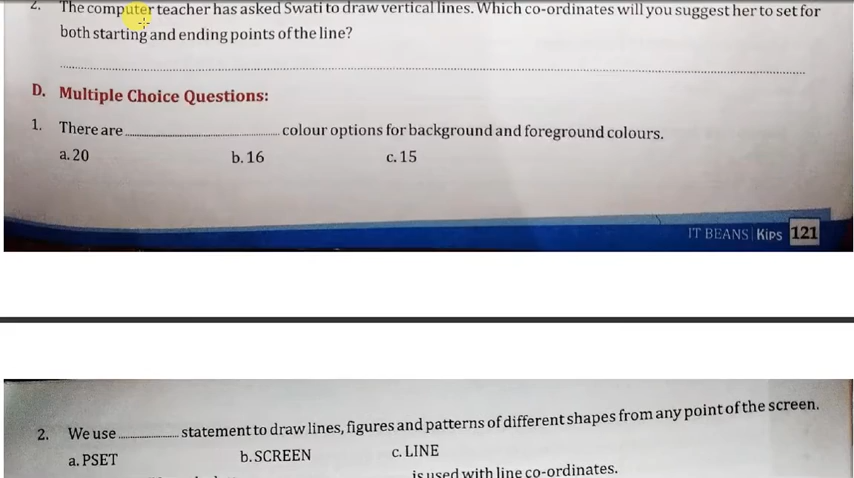 2. The computer teacher has asked Swati to draw vertical lines. Which co-ordinates will you suggest her to set for
both starting and ending points of the line?
D. Multiple Choice Questions:
1. There are ........................ colour options for background and foreground colours.
a. 20 b. 16 c. 15
IT BEANS | Kips 121
2. We use ............ statement to draw lines, figures and patterns of different shapes from any point of the screen.
a. PSET b. SCREEN c. LINE
is used with line co-ordinates.